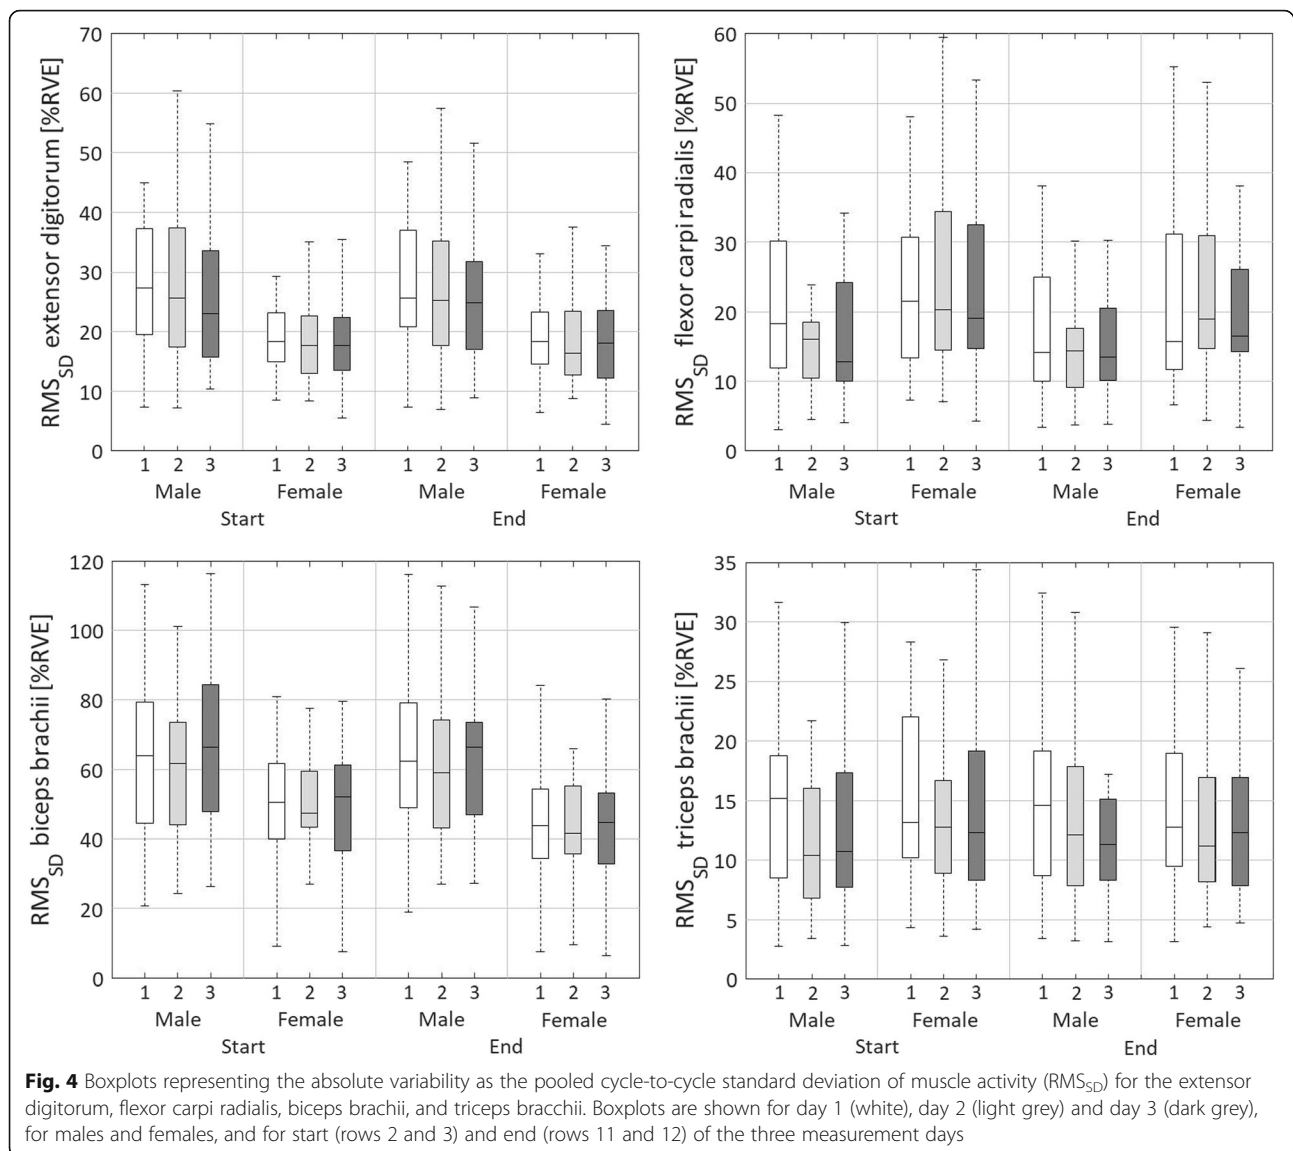 RMS_SD extensor digitorum [%RVE]
70
60
50
40
30
20
10
0
1 2 3 1 2 3 1 2 3 1 2 3
Male Female Male Female
Start End
RMS_SD flexor carpi radialis [%RVE]
60
50
40
30
20
10
0
1 2 3 1 2 3 1 2 3 1 2 3
Male Female Male Female
Start End
RMS_SD biceps brachii [%RVE]
120
100
80
60
40
20
0
1 2 3 1 2 3 1 2 3 1 2 3
Male Female Male Female
Start End
RMS_SD triceps brachii [%RVE]
35
30
25
20
15
10
5
0
1 2 3 1 2 3 1 2 3 1 2 3
Male Female Male Female
Start End
Fig. 4 Boxplots representing the absolute variability as the pooled cycle-to-cycle standard deviation of muscle activity (RMS_SD) for the extensor
digitorum, flexor carpi radialis, biceps brachii, and triceps bracchii. Boxplots are shown for day 1 (white), day 2 (light grey) and day 3 (dark grey),
for males and females, and for start (rows 2 and 3) and end (rows 11 and 12) of the three measurement days